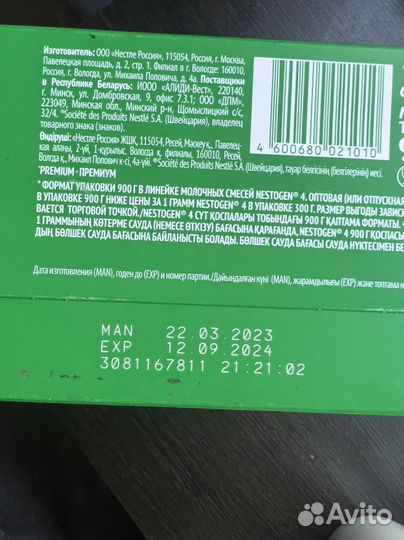 Изготовитель: ООО «Нестле Россия», 115054, Россия, г. Москва,
Павелецкая площадь, д. 2, стр. 1. Филиал в г. Вологде: 160010,
Россия, г. Вологда, ул. Михаила Поповича, д. 4а. Поставщики
в Республику Беларусь: ИООО «АЛИДИ-Вест», 220140,
г. Минск, ул. Домбровская, 9, офис 7.3.1; ООО «ДПМ»,
223049, Минская обл., Минский р-н, Щомыслицкий с/с,
32/4. *Société des Produits Nestlé S.A. (Швейцария), владелец
товарного знака (знаков).
Өндіруші: «Нестле Россия» ЖШҚ, 115054, Ресей, Мәскеу қ., Павелец-
кая алаңы, 2-үй, 1-құрылыс. Вологда қ. филиалы, 160010, Ресей,
Вологда қ., Михаил Попович к-сі, 4а-үйі. *Société des Produits Nestlé S.A. (Швейцария), тауар белгісінің (белгілерінің) иесі.
4 600680 021010
¹PREMIUM - ПРЕМИУМ
* ФОРМАТ УПАКОВКИ 900 Г В ЛИНЕЙКЕ МОЛОЧНЫХ СМЕСЕЙ NESTOGEN® 4. ОПТОВАЯ (ИЛИ ОТПУСКНАЯ
В УПАКОВКЕ 900 Г НИЖЕ ЦЕНЫ ЗА 1 ГРАММ NESTOGEN® 4 В УПАКОВКЕ 300 Г. РАЗМЕР ВЫГОДЫ ЗАВИСИ
ВАЕТСЯ ТОРГОВОЙ ТОЧКОЙ./NESTOGEN® 4 СҮТ ҚОСПАЛАРЫ ТОБЫНДАҒЫ 900 Г ҚАПТАМА ФОРМАТЫ.
1 ГРАММЫНЫҢ КӨТЕРМЕ САУДА (НЕМЕСЕ ӨТКІЗУ) БАҒАСЫНА ҚАРАҒАНДА, NESTOGEN® 4 900 Г ҚОСПАС
ДЫҢ БӨЛШЕК САУДА БАҒАСЫНА БАЙЛАНЫСТЫ БОЛАДЫ. БӨЛШЕК САУДА БАҒАСЫ САУДА НҮКТЕСІМЕН БЕ
Дата изготовления (MAN), годен до (EXP) и номер партии./Дайындалған күні (MAN), жарамдылығы (EXP) және топтама н
MAN 22.03.2023
EXP 12.09.2024
3081167811 21:21:02
Avito